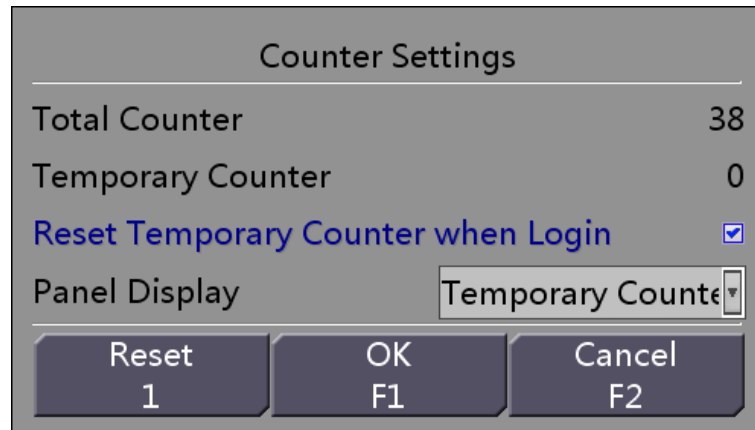 Counter Settings
Total Counter 38
Temporary Counter 0
Reset Temporary Counter when Login
Panel Display Temporary
Reset OK Cancel
1 F1 F2